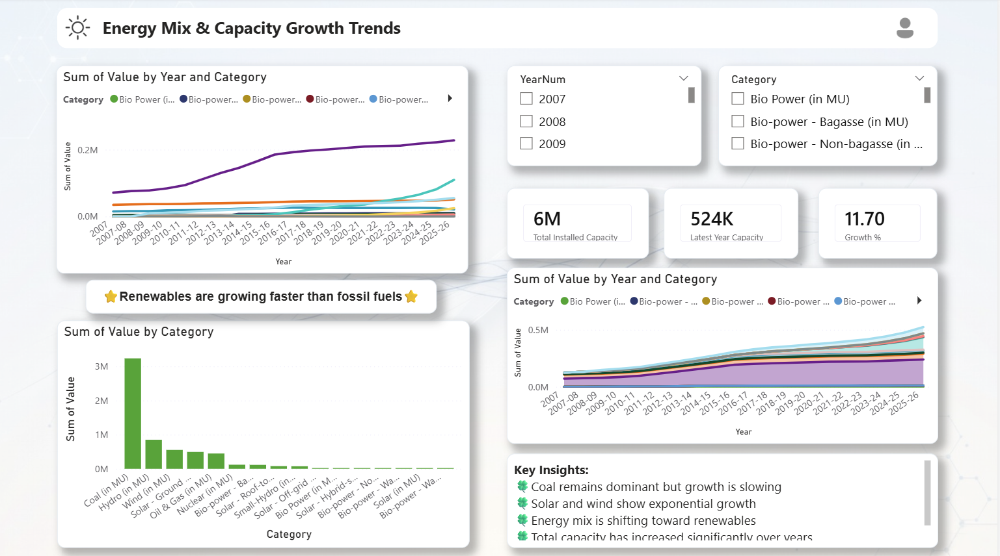 Energy Mix & Capacity Growth Trends
Sum of Value by Year and Category
Category Bio Power (i... Bio-power... Bio-power... Bio-power... Bio-power...
Sum of Value
0.2M
0.0M
2007 2007-08 2008-09 2009-10 2010-11 2011-12 2012-13 2013-14 2014-15 2015-16 2016-17 2017-18 2018-19 2019-20 2020-21 2021-22 2022-23 2023-24 2024-25 2025-26
Year
YearNum
2007
2008
2009
Category
Bio Power (in MU)
Bio-power - Bagasse (in MU)
Bio-power - Non-bagasse (in ...
6M
Total Installed Capacity
524K
Latest Year Capacity
11.70
Growth %
⭐Renewables are growing faster than fossil fuels⭐
Sum of Value by Category
Sum of Value
3M
2M
1M
0M
Coal (in MU) Hydro (in MU) Wind (in MU) Solar - Ground ... Oil & Gas (in MU) Nuclear (in MU) Bio-power - Ba... Solar - Roof-to... Small-Hydro (in... Solar - Off-grid ... Bio Power (in M... Solar - Hybrid-s... Bio-power - No... Bio-power - Wa... Solar (in MU) Bio-power - Wa...
Category
Sum of Value by Year and Category
Category Bio Power (i... Bio-power - ... Bio-power ... Bio-power ... Bio-power ...
Sum of Value
0.5M
0.0M
2007 2007-08 2008-09 2009-10 2010-11 2011-12 2012-13 2013-14 2014-15 2015-16 2016-17 2017-18 2018-19 2019-20 2020-21 2021-22 2022-23 2023-24 2024-25 2025-26
Year
Key Insights:
🍀 Coal remains dominant but growth is slowing
🍀 Solar and wind show exponential growth
🍀 Energy mix is shifting toward renewables
🍀 Total capacity has increased significantly over years